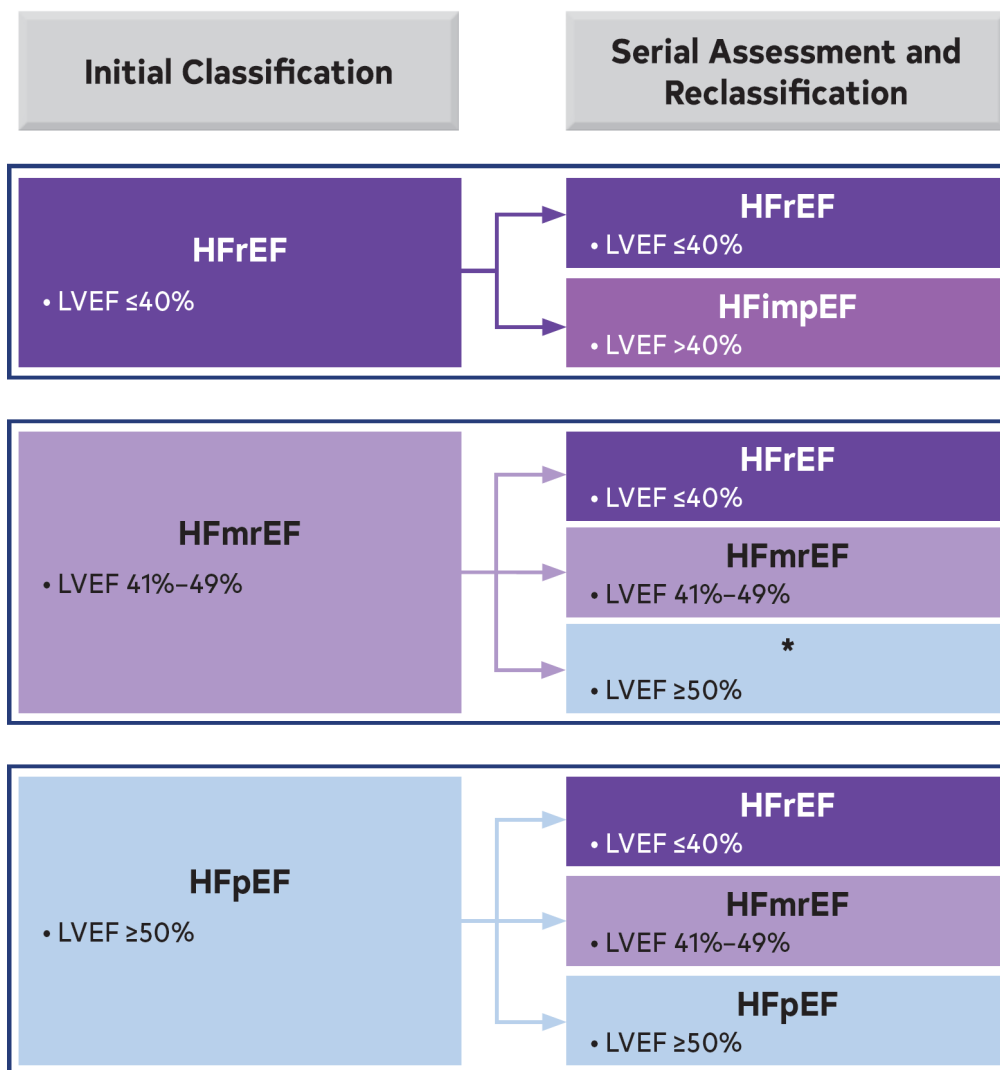 Initial Classification
Serial Assessment and
Reclassification
HFrEF
• LVEF ≤40%
HFrEF
• LVEF ≤40%
HFimpEF
• LVEF >40%
HFmrEF
• LVEF 41%–49%
HFrEF
• LVEF ≤40%
HFmrEF
• LVEF 41%–49%
*
• LVEF ≥50%
HFpEF
• LVEF ≥50%
HFrEF
• LVEF ≤40%
HFmrEF
• LVEF 41%–49%
HFpEF
• LVEF ≥50%